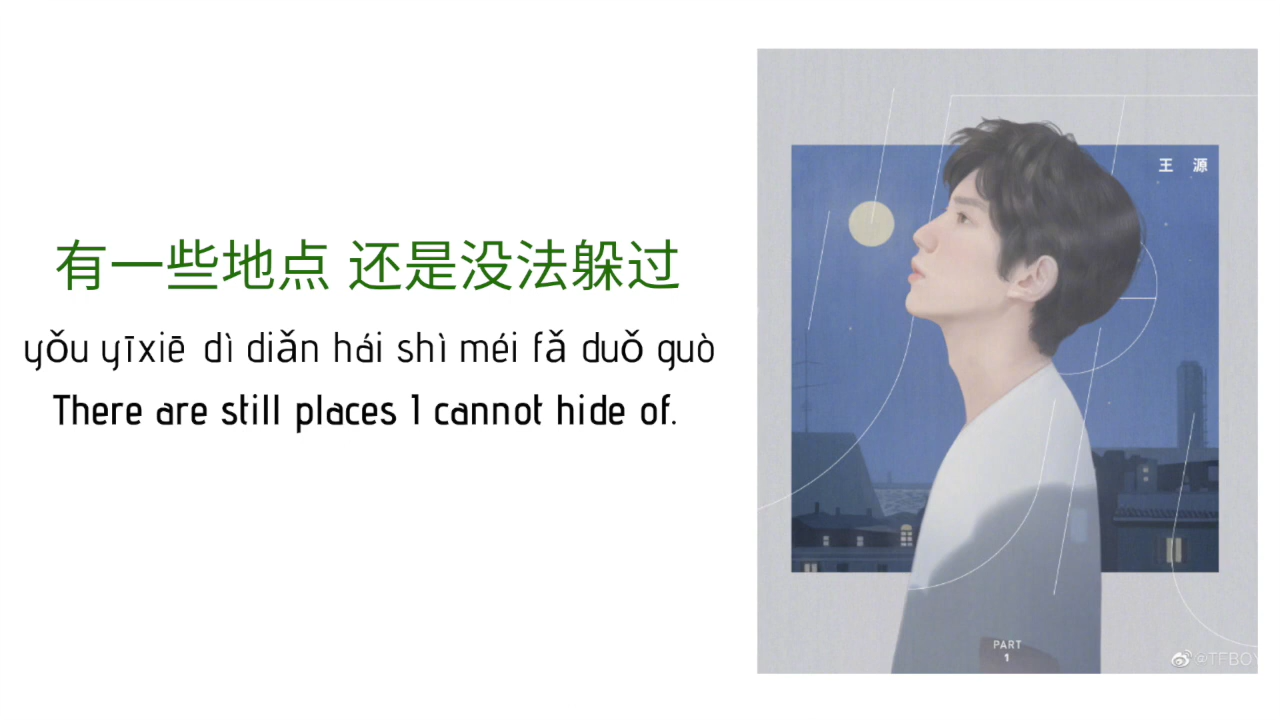 有一些地点 还是没法躲过
yǒu yīxiē dì diǎn hái shì méi fǎ duǒ guò
There are still places I cannot hide of.
王 源
PART
1
@TFBOY